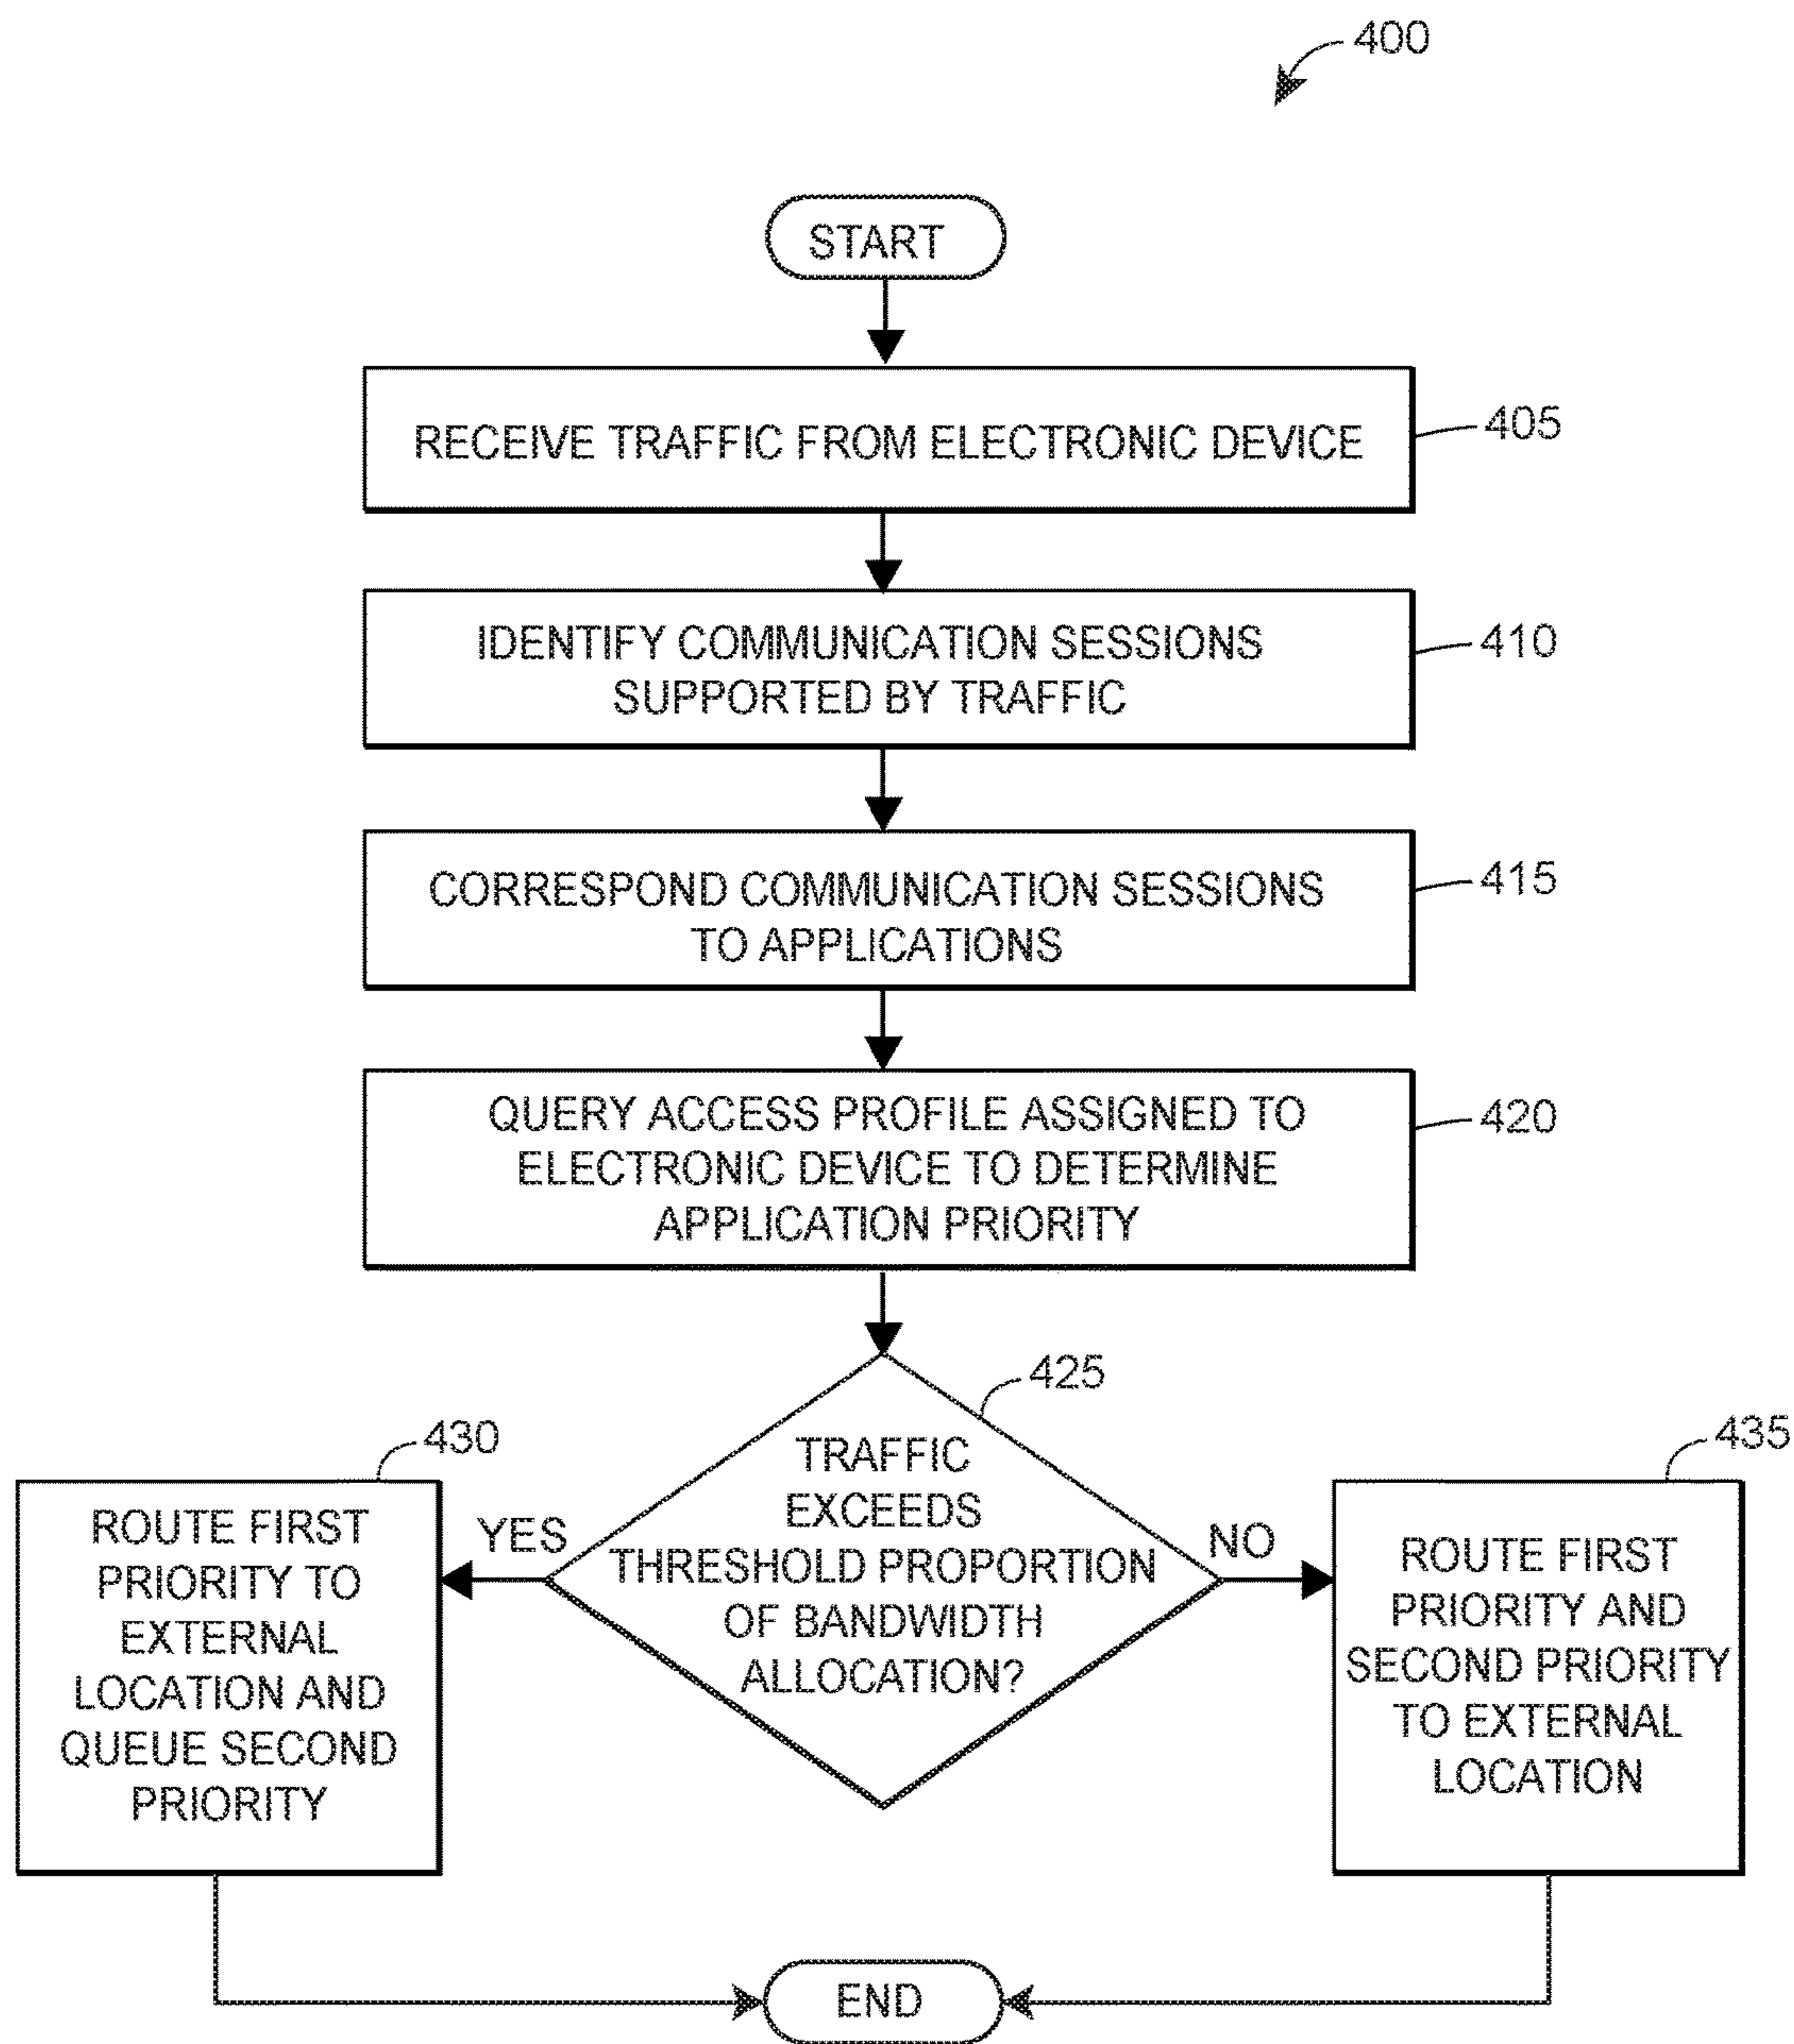 400
START
RECEIVE TRAFFIC FROM ELECTRONIC DEVICE
405
IDENTIFY COMMUNICATION SESSIONS
SUPPORTED BY TRAFFIC
410
CORRESPOND COMMUNICATION SESSIONS
TO APPLICATIONS
415
QUERY ACCESS PROFILE ASSIGNED TO
ELECTRONIC DEVICE TO DETERMINE
APPLICATION PRIORITY
420
425
TRAFFIC
EXCEEDS
THRESHOLD PROPORTION
OF BANDWIDTH
ALLOCATION?
YES
430
ROUTE FIRST
PRIORITY TO
EXTERNAL
LOCATION AND
QUEUE SECOND
PRIORITY
NO
435
ROUTE FIRST
PRIORITY AND
SECOND PRIORITY
TO EXTERNAL
LOCATION
END